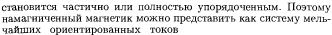 становится частично или полностью упорядоченным. Поэтому
намагниченный магнетик можно представить как систему мель-
чайших ориентированных токов